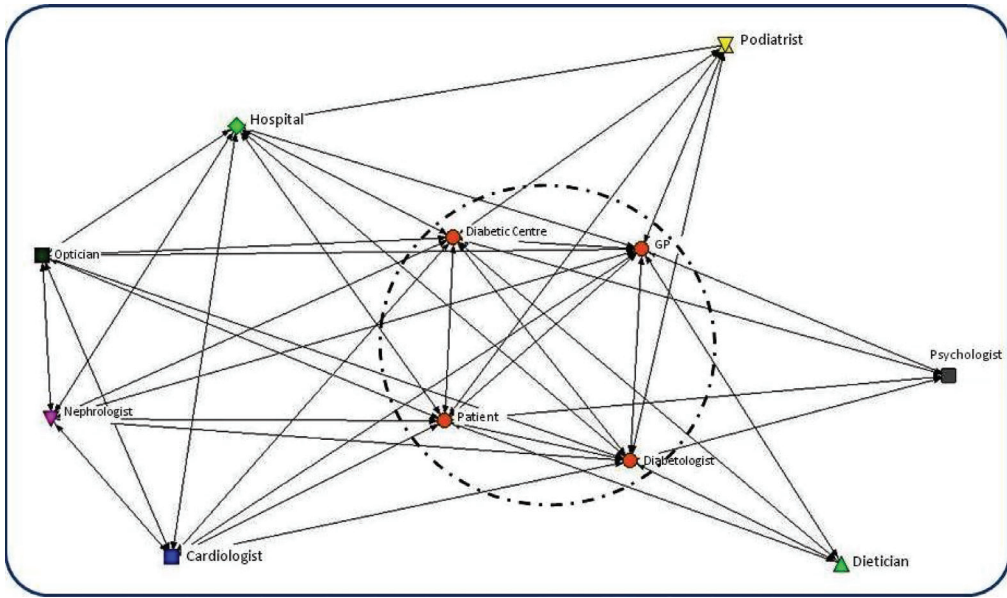 Podiatrist
Hospital
Diabetic Centre
GP
Optician
Psychologist
Nephrologist
Patient
Diabetologist
Cardiologist
Dietician